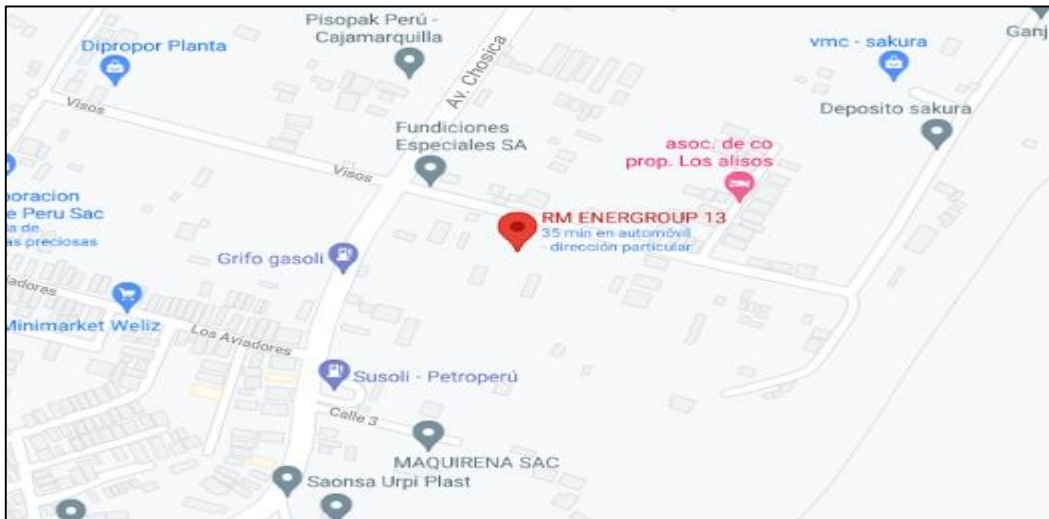 Pisopak Perú -
Cajamarquilla
Ganj
Dipropor Planta
vmc - sakura
Av. Chosica
Visos
Deposito sakura
Fundiciones
Especiales SA
asoc. de co
prop. Los alisos
Visos
oracion
e Peru Sac
a de
as preciosas
RM ENERGROUP 13
35 min en automóvil
- dirección particular
Grifo gasoli
adores
Minimarket Weliz
Los Aviadores
Susoli - Petroperú
Calle 3
MAQUIRENA SAC
Saonsa Urpi Plast